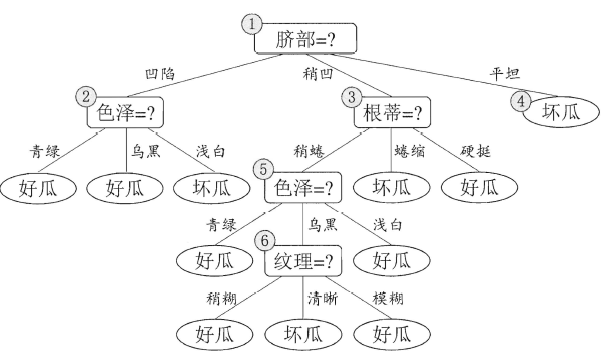 ① 脐部=?
凹陷 稍凹 平坦
② 色泽=? ③ 根蒂=? ④ 坏瓜
青绿 乌黑 浅白 稍蜷 蜷缩 硬挺
好瓜 好瓜 坏瓜 ⑤ 色泽=? 坏瓜 好瓜
青绿 乌黑 浅白
好瓜 ⑥ 纹理=? 好瓜
稍糊 清晰 模糊
好瓜 坏瓜 好瓜